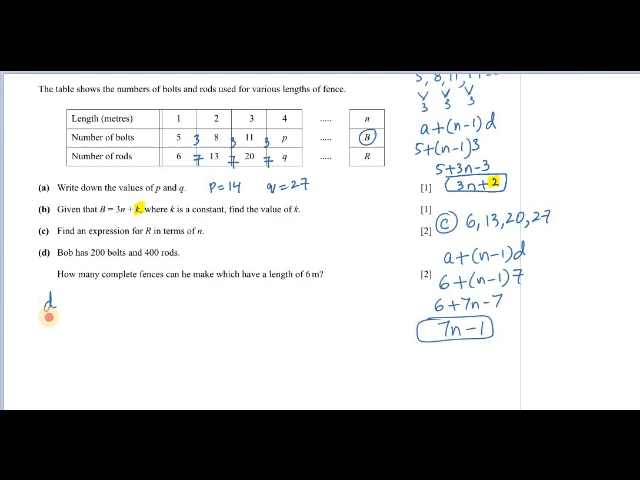 The table shows the numbers of bolts and rods used for various lengths of fence.
Length (metres) 1 2 3 4 ..... n
Number of bolts 5 3 8 3 11 3 p ..... B
Number of rods 6 7 13 7 20 7 q ..... R
(a) Write down the values of p and q. P=14 q=27 [1]
(b) Given that B = 3n + k, where k is a constant, find the value of k. [1]
(c) Find an expression for R in terms of n. [2]
(d) Bob has 200 bolts and 400 rods.
How many complete fences can he make which have a length of 6 m? [2]
d
3 3 3
a+(n-1)d
5+(n-1)3
5+3n-3
3n+2
C 6,13,20,27
a+(n-1)d
6+(n-1)7
6+7n-7
7n-1